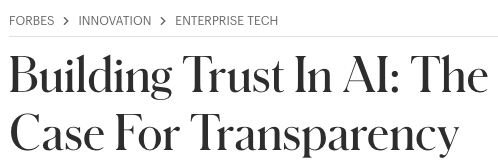 FORBES > INNOVATION > ENTERPRISE TECH
Building Trust In AI: The
Case For Transparency